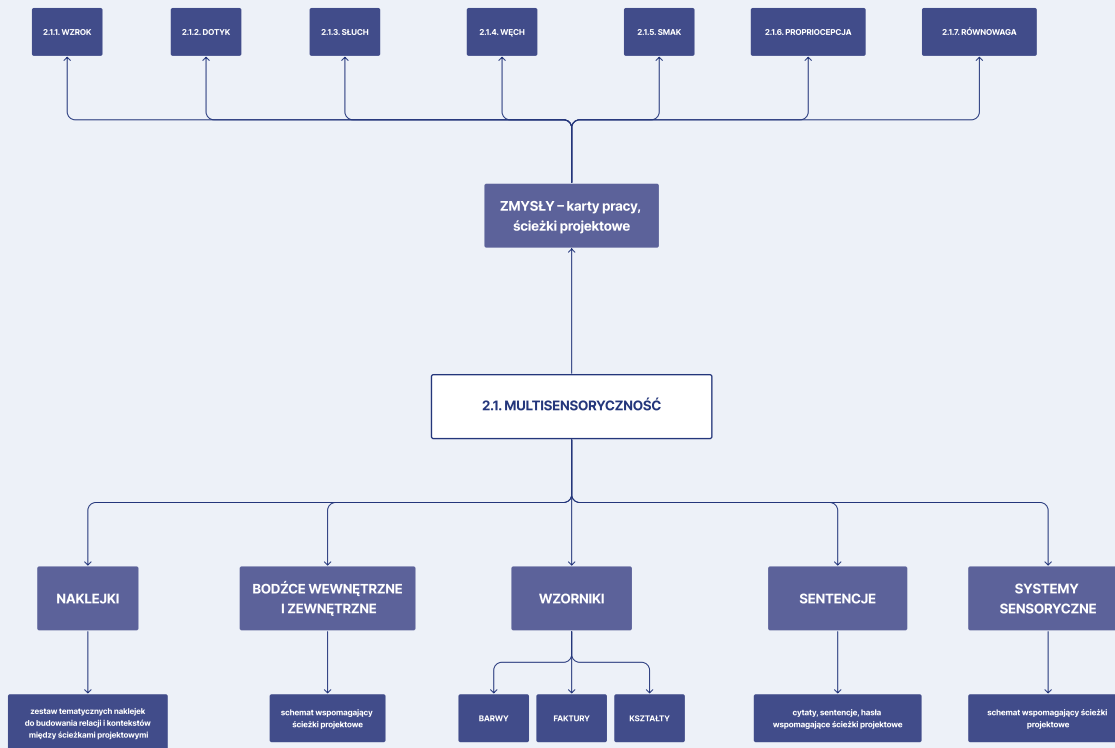 2.1.1. WZROK
2.1.2. DOTYK
2.1.3. SŁUCH
2.1.4. WĘCH
2.1.5. SMAK
2.1.6. PROPRIOCEPCJA
2.1.7. RÓWNOWAGA
ZMYSŁY – karty pracy,
ścieżki projektowe
2.1. MULTISENSORYCZNOŚĆ
NAKLEJKI
BODŹCE WEWNĘTRZNE
I ZEWNĘTRZNE
WZORNIKI
SENTENCJE
SYSTEMY
SENSORYCZNE
zestaw tematycznych naklejek
do budowania relacji i kontekstów
między ścieżkami projektowymi
schemat wspomagający
ścieżki projektowe
BARWY
FAKTURY
KSZTAŁTY
cytaty, sentencje, hasła
wspomagające ścieżki projektowe
schemat wspomagający ścieżki
projektowe